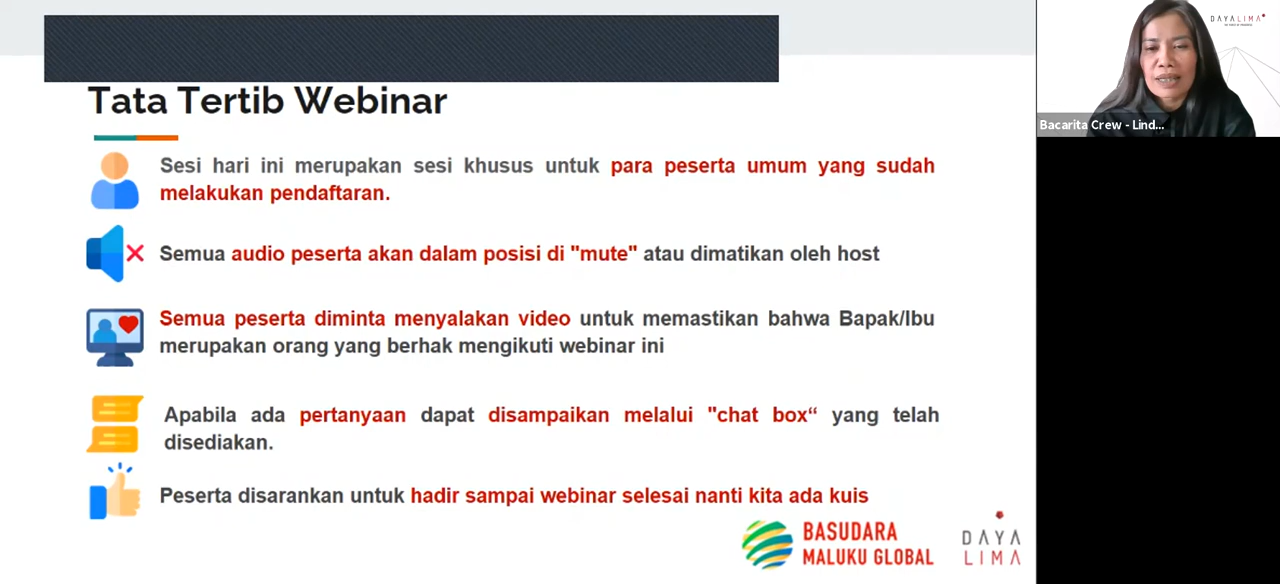 Tata Tertib Webinar
Sesi hari ini merupakan sesi khusus untuk para peserta umum yang sudah
melakukan pendaftaran.
Semua audio peserta akan dalam posisi di "mute" atau dimatikan oleh host
Semua peserta diminta menyalakan video untuk memastikan bahwa Bapak/Ibu
merupakan orang yang berhak mengikuti webinar ini
Apabila ada pertanyaan dapat disampaikan melalui "chat box“ yang telah
disediakan.
Peserta disarankan untuk hadir sampai webinar selesai nanti kita ada kuis
BASUDARA
MALUKU GLOBAL
DAYA
LIMA
DAYALIMA
Bacarita Crew - Lind...